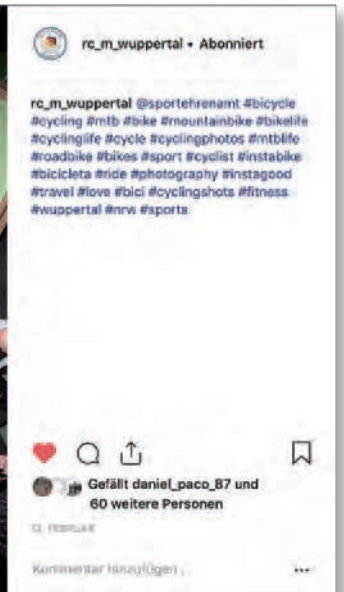 rc_m_wuppertal • Abonniert
rc_m_wuppertal @sportehrenamt #bicycle
#cycling #mtb #bike #mountainbike #bikelife
#cyclinglife #cycle #cyclingphotos #mtblife
#roadbike #bikes #sport #cyclist #instabike
#bicicleta #ride #photography #instagood
#travel #love #bici #cyclingshots #fitness
#wuppertal #nrw #sports
Gefällt daniel_paco_87 und
60 weitere Personen
FEBRUAR
Kommentar hinzufügen